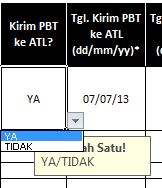 Kirim PBT
ke ATL?
Tgl. Kirim PBT
ke ATL
(dd/mm/yy)*
YA
07/07/13
YA
TIDAK
ah Satu!
YA/TIDAK